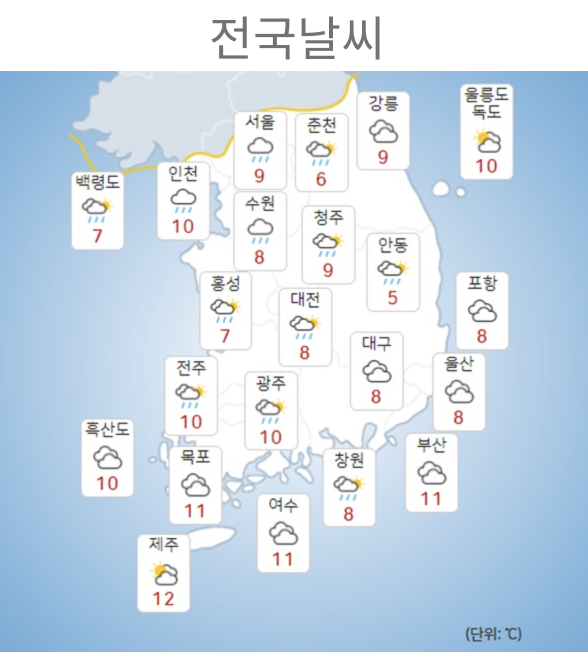 전국날씨
강릉
9
울릉도
독도
10
서울
9
춘천
6
백령도
7
인천
10
수원
8
청주
9
안동
5
홍성
7
대전
8
포항
8
대구
8
울산
8
전주
10
광주
10
흑산도
10
목포
11
창원
8
부산
11
여수
11
제주
12
(단위: ℃)